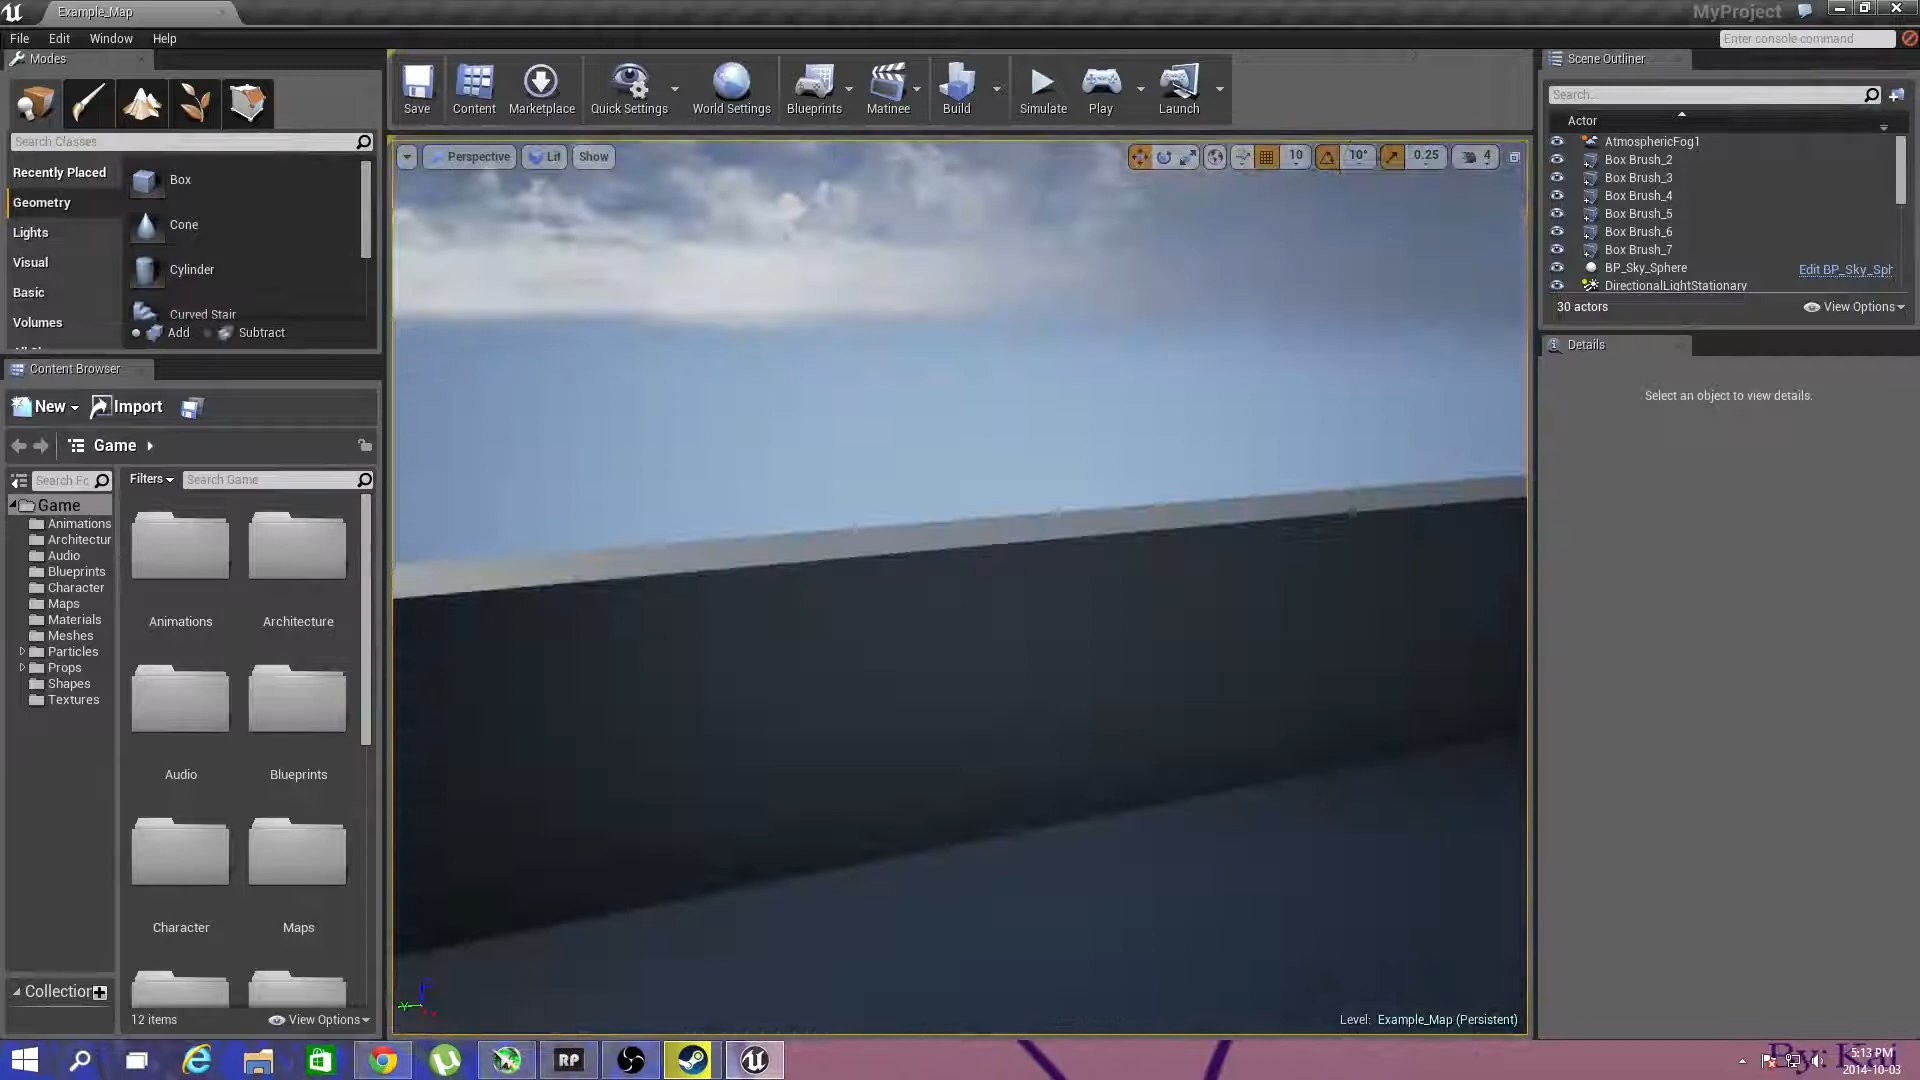 Example_Map
MyProject
File Edit Window Help
Enter console command
Modes
Search Classes
Recently Placed
Geometry
Lights
Visual
Basic
Volumes
Box
Cone
Cylinder
Curved Stair
Add Subtract
Save
Content
Marketplace
Quick Settings
World Settings
Blueprints
Matinee
Build
Simulate
Play
Launch
Perspective
Lit
Show
10
10°
0.25
4
Scene Outliner
Search...
Actor
AtmosphericFog1
Box Brush_2
Box Brush_3
Box Brush_4
Box Brush_5
Box Brush_6
Box Brush_7
BP_Sky_Sphere Edit BP_Sky_Sph
DirectionalLightStationary
30 actors
View Options
Details
Select an object to view details.
Content Browser
New Import
Game
Search Fo
Filters
Search Game
Game
Animations
Architectur
Audio
Blueprints
Character
Maps
Materials
Meshes
Particles
Props
Shapes
Textures
Animations
Architecture
Audio
Blueprints
Character
Maps
Collection
12 items
View Options
Level: Example_Map (Persistent)
RP
By: Kai
5:13 PM
2014-10-03